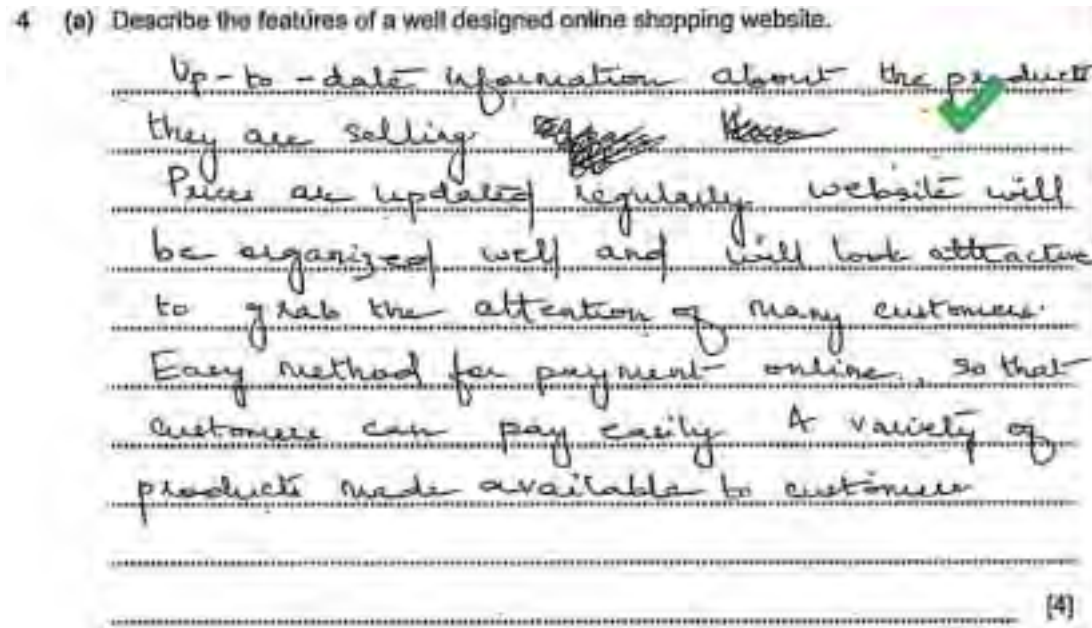 4 (a) Describe the features of a well designed online shopping website.
Up-to-date information about the products
they are selling.
Prices are updated regularly. website will
be organized well and will look attractive
to grab the attention of many customers.
Easy method for payment online, so that
customers can pay easily. A variety of
products made available to customers
[4]